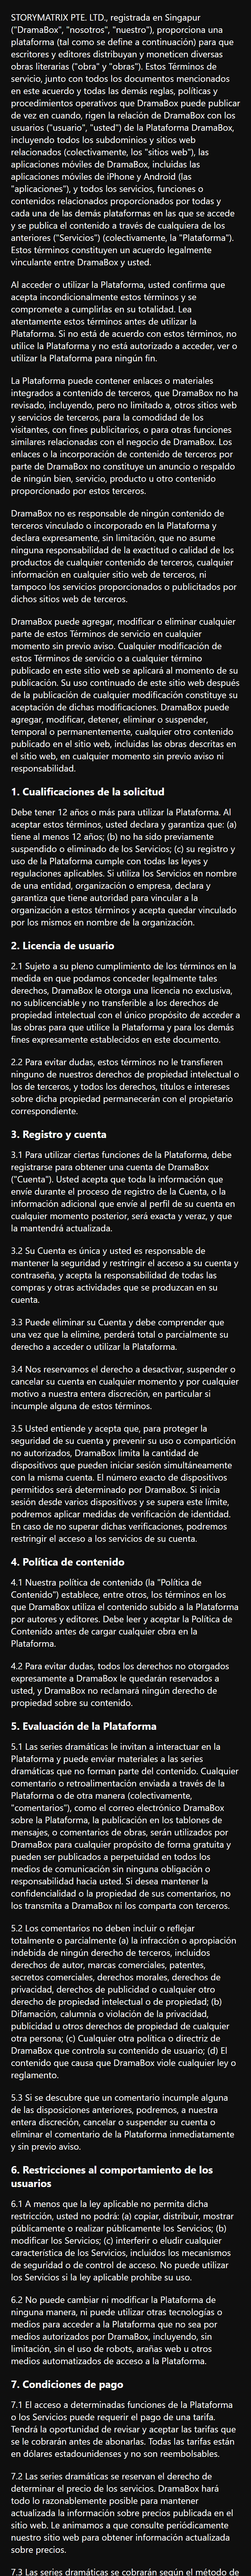 STORYMATRIX PTE. LTD., registrada en Singapur
("DramaBox", "nosotros", "nuestro"), proporciona una
plataforma (tal como se define a continuación) para que
escritores y editores distribuyan y moneticen diversas
obras literarias ("obra" y "obras"). Estos Términos de
servicio, junto con todos los documentos mencionados
en este acuerdo y todas las demás reglas, políticas y
procedimientos operativos que DramaBox puede publicar
de vez en cuando, rigen la relación de DramaBox con los
usuarios ("usuario", "usted") de la Plataforma DramaBox,
incluyendo todos los subdominios y sitios web
relacionados (colectivamente, los "sitios web"), las
aplicaciones móviles de DramaBox, incluidas las
aplicaciones móviles de iPhone y Android (las
"aplicaciones"), y todos los servicios, funciones o
contenidos relacionados proporcionados por todas y
cada una de las demás plataformas en las que se accede
y se publica el contenido a través de cualquiera de los
anteriores ("Servicios") (colectivamente, la "Plataforma").
Estos términos constituyen un acuerdo legalmente
vinculante entre DramaBox y usted.
Al acceder o utilizar la Plataforma, usted confirma que
acepta incondicionalmente estos términos y se
compromete a cumplirlas en su totalidad. Lea
atentamente estos términos antes de utilizar la
Plataforma. Si no está de acuerdo con estos términos, no
utilice la Plataforma y no está autorizado a acceder, ver o
utilizar la Plataforma para ningún fin.
La Plataforma puede contener enlaces o materiales
integrados a contenido de terceros, que DramaBox no ha
revisado, incluyendo, pero no limitado a, otros sitios web
y servicios de terceros, para la comodidad de los
visitantes, con fines publicitarios, o para otras funciones
similares relacionadas con el negocio de DramaBox. Los
enlaces o la incorporación de contenido de terceros por
parte de DramaBox no constituye un anuncio o respaldo
de ningún bien, servicio, producto u otro contenido
proporcionado por estos terceros.
DramaBox no es responsable de ningún contenido de
terceros vinculado o incorporado en la Plataforma y
declara expresamente, sin limitación, que no asume
ninguna responsabilidad de la exactitud o calidad de los
productos de cualquier contenido de terceros, cualquier
información en cualquier sitio web de terceros, ni
tampoco los servicios proporcionados o publicitados por
dichos sitios web de terceros.
DramaBox puede agregar, modificar o eliminar cualquier
parte de estos Términos de servicio en cualquier
momento sin previo aviso. Cualquier modificación de
estos Términos de servicio o a cualquier término
publicado en este sitio web se aplicará al momento de su
publicación. Su uso continuado de este sitio web después
de la publicación de cualquier modificación constituye su
aceptación de dichas modificaciones. DramaBox puede
agregar, modificar, detener, eliminar o suspender,
temporal o permanentemente, cualquier otro contenido
publicado en el sitio web, incluidas las obras descritas en
el sitio web, en cualquier momento sin previo aviso ni
responsabilidad.
1. Cualificaciones de la solicitud
Debe tener 12 años o más para utilizar la Plataforma. Al
aceptar estos términos, usted declara y garantiza que: (a)
tiene al menos 12 años; (b) no ha sido previamente
suspendido o eliminado de los Servicios; (c) su registro y
uso de la Plataforma cumple con todas las leyes y
regulaciones aplicables. Si utiliza los Servicios en nombre
de una entidad, organización o empresa, declara y
garantiza que tiene autoridad para vincular a la
organización a estos términos y acepta quedar vinculado
por los mismos en nombre de la organización.
2. Licencia de usuario
2.1 Sujeto a su pleno cumplimiento de los términos en la
medida en que podamos conceder legalmente tales
derechos, DramaBox le otorga una licencia no exclusiva,
no sublicenciable y no transferible a los derechos de
propiedad intelectual con el único propósito de acceder a
las obras para que utilice la Plataforma y para los demás
fines expresamente establecidos en este documento.
2.2 Para evitar dudas, estos términos no le transfieren
ninguno de nuestros derechos de propiedad intelectual o
los de terceros, y todos los derechos, títulos e intereses
sobre dicha propiedad permanecerán con el propietario
correspondiente.
3. Registro y cuenta
3.1 Para utilizar ciertas funciones de la Plataforma, debe
registrarse para obtener una cuenta de DramaBox
("Cuenta"). Usted acepta que toda la información que
envíe durante el proceso de registro de la Cuenta, o la
información adicional que envíe al perfil de su cuenta en
cualquier momento posterior, será exacta y veraz, y que
la mantendrá actualizada.
3.2 Su Cuenta es única y usted es responsable de
mantener la seguridad y restringir el acceso a su cuenta y
contraseña, y acepta la responsabilidad de todas las
compras y otras actividades que se produzcan en su
cuenta.
3.3 Puede eliminar su Cuenta y debe comprender que
una vez que la elimine, perderá total o parcialmente su
derecho a acceder o utilizar la Plataforma.
3.4 Nos reservamos el derecho a desactivar, suspender o
cancelar su cuenta en cualquier momento y por cualquier
motivo a nuestra entera discreción, en particular si
incumple alguna de estos términos.
3.5 Usted entiende y acepta que, para proteger la
seguridad de su cuenta y prevenir su uso o compartición
no autorizados, DramaBox limita la cantidad de
dispositivos que pueden iniciar sesión simultáneamente
con la misma cuenta. El número exacto de dispositivos
permitidos será determinado por DramaBox. Si inicia
sesión desde varios dispositivos y se supera este límite,
podremos aplicar medidas de verificación de identidad.
En caso de no superar dichas verificaciones, podremos
restringir el acceso a los servicios de su cuenta.
4. Política de contenido
4.1 Nuestra política de contenido (la "Política de
Contenido") establece, entre otros, los términos en los
que DramaBox utiliza el contenido subido a la Plataforma
por autores y editores. Debe leer y aceptar la Política de
Contenido antes de cargar cualquier obra en la
Plataforma.
4.2 Para evitar dudas, todos los derechos no otorgados
expresamente a DramaBox le quedarán reservados a
usted, y DramaBox no reclamará ningún derecho de
propiedad sobre su contenido.
5. Evaluación de la Plataforma
5.1 Las series dramáticas le invitan a interactuar en la
Plataforma y puede enviar materiales a las series
dramáticas que no forman parte del contenido. Cualquier
comentario o retroalimentación enviada a través de la
Plataforma o de otra manera (colectivamente,
"comentarios"), como el correo electrónico DramaBox
sobre la Plataforma, la publicación en los tablones de
mensajes, o comentarios de obras, serán utilizados por
DramaBox para cualquier propósito de forma gratuita y
pueden ser publicados a perpetuidad en todos los
medios de comunicación sin ninguna obligación o
responsabilidad hacia usted. Si desea mantener la
confidencialidad o la propiedad de sus comentarios, no
los transmita a DramaBox ni los comparta con terceros.
5.2 Los comentarios no deben incluir o reflejar
totalmente o parcialmente (a) la infracción o apropiación
indebida de ningún derecho de terceros, incluidos
derechos de autor, marcas comerciales, patentes,
secretos comerciales, derechos morales, derechos de
privacidad, derechos de publicidad o cualquier otro
derecho de propiedad intelectual o de propiedad; (b)
Difamación, calumnia o violación de la privacidad,
publicidad u otros derechos de propiedad de cualquier
otra persona; (c) Cualquier otra política o directriz de
DramaBox que controla su contenido de usuario; (d) El
contenido que causa que DramaBox viole cualquier ley o
reglamento.
5.3 Si se descubre que un comentario incumple alguna
de las disposiciones anteriores, podremos, a nuestra
entera discreción, cancelar o suspender su cuenta o
eliminar el comentario de la Plataforma inmediatamente
y sin previo aviso.
6. Restricciones al comportamiento de los
usuarios
6.1 A menos que la ley aplicable no permita dicha
restricción, usted no podrá: (a) copiar, distribuir, mostrar
públicamente o realizar públicamente los Servicios; (b)
modificar los Servicios; (c) interferir o eludir cualquier
característica de los Servicios, incluidos los mecanismos
de seguridad o de control de acceso. No puede utilizar
los Servicios si la ley aplicable prohíbe su uso.
6.2 No puede cambiar ni modificar la Plataforma de
ninguna manera, ni puede utilizar otras tecnologías o
medios para acceder a la Plataforma que no sea por
medios autorizados por DramaBox, incluyendo, sin
limitación, sin el uso de robots, arañas web u otros
medios automatizados de acceso a la Plataforma.
7. Condiciones de pago
7.1 El acceso a determinadas funciones de la Plataforma
o los Servicios puede requerir el pago de una tarifa.
Tendrá la oportunidad de revisar y aceptar las tarifas que
se le cobrarán antes de abonarlas. Todas las tarifas están
en dólares estadounidenses y no son reembolsables.
7.2 Las series dramáticas se reservan el derecho de
determinar el precio de los servicios. DramaBox hará
todo lo razonablemente posible para mantener
actualizada la información sobre precios publicada en el
sitio web. Le animamos a que consulte periódicamente
nuestro sitio web para obtener información actualizada
sobre precios.
7.3 Las series dramáticas se cobrarán según el método de